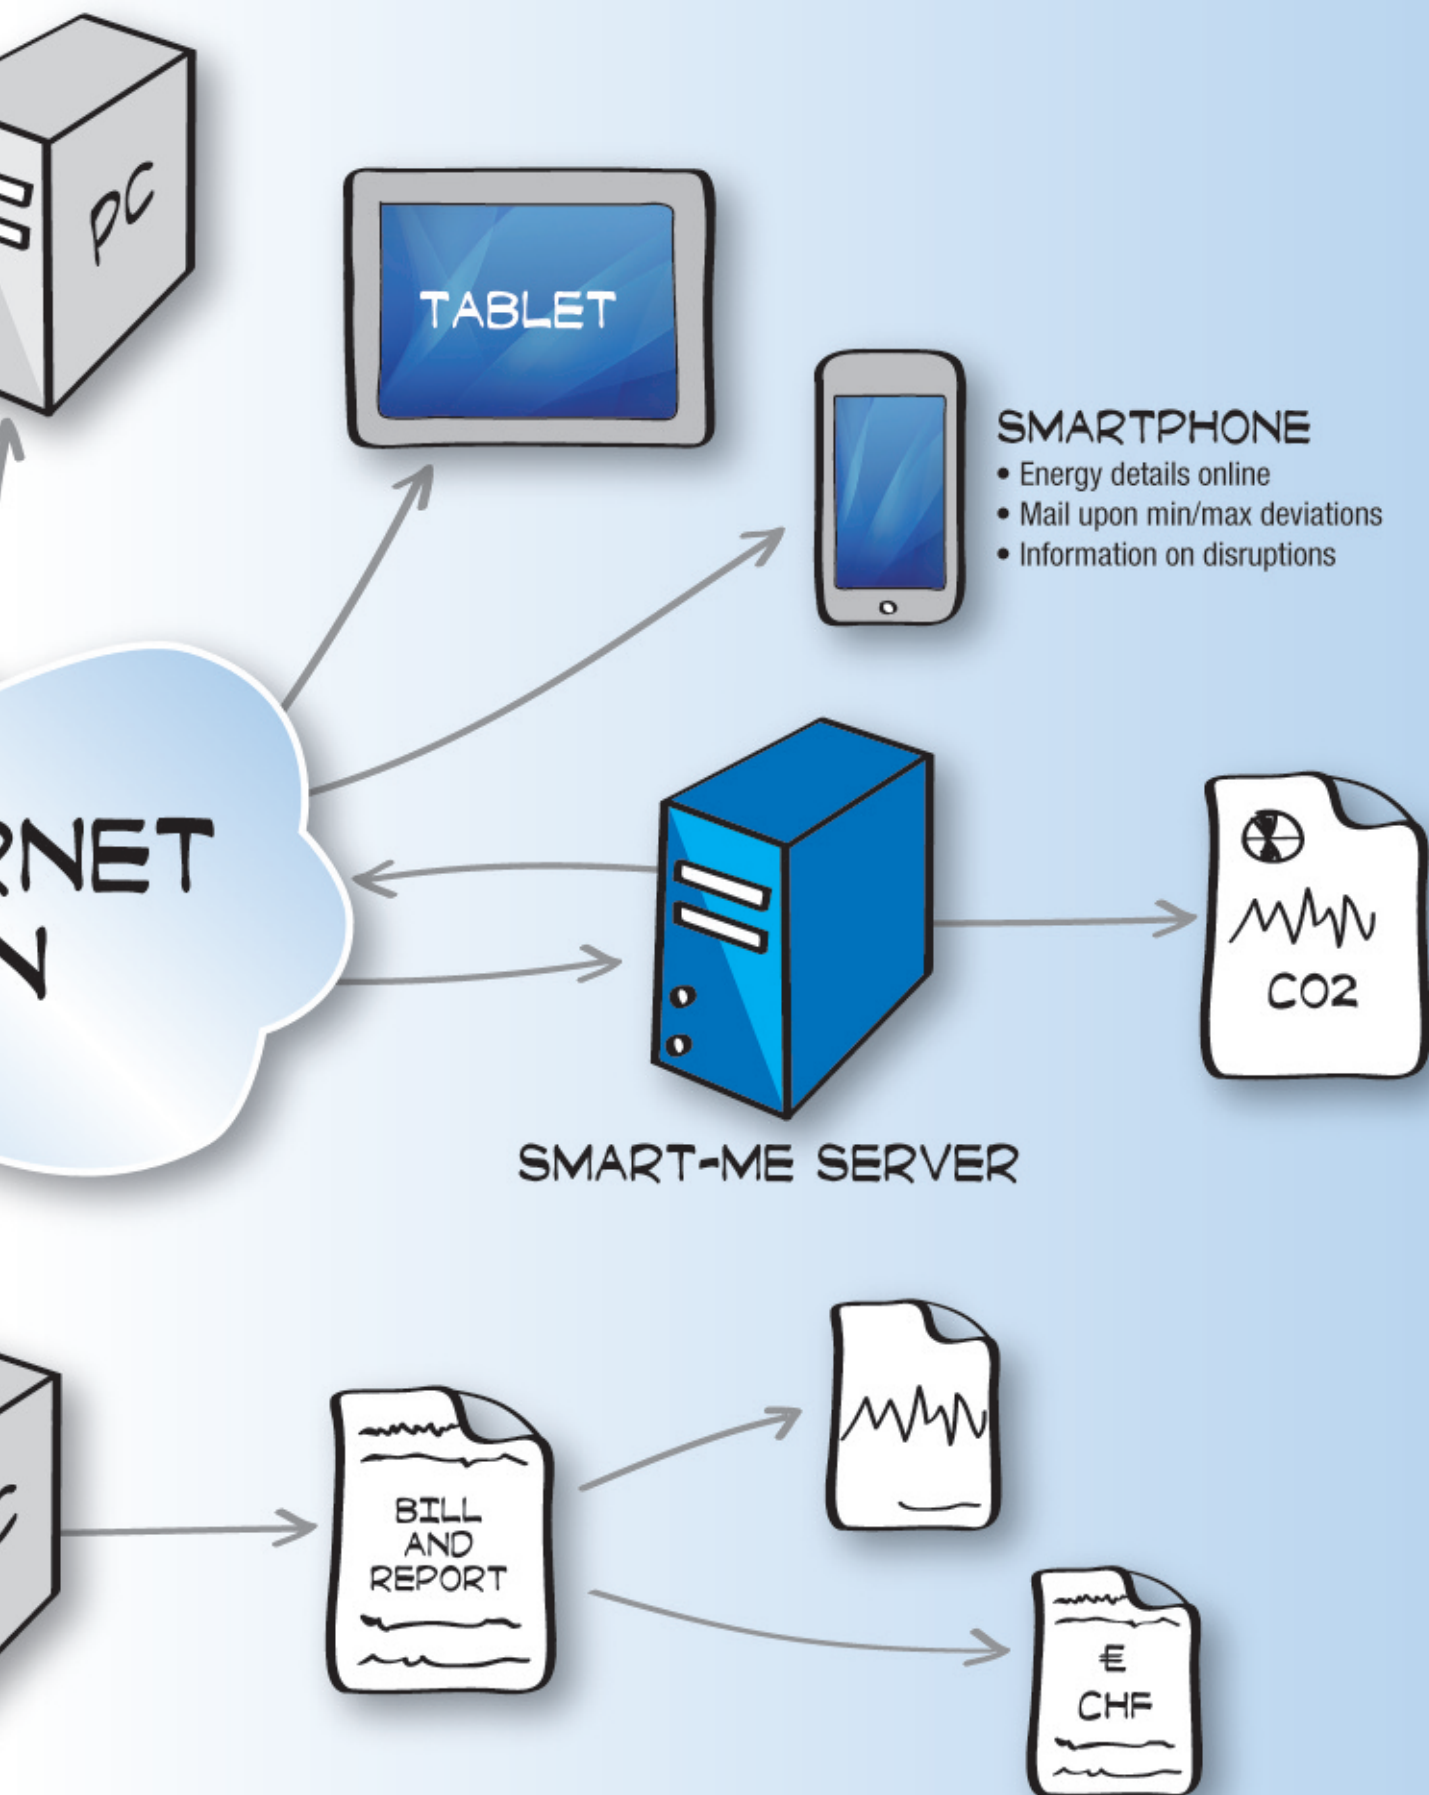 PC
TABLET
SMARTPHONE
• Energy details online
• Mail upon min/max deviations
• Information on disruptions
RNET
N
CO2
SMART-ME SERVER
BILL
AND
REPORT
€
CHF